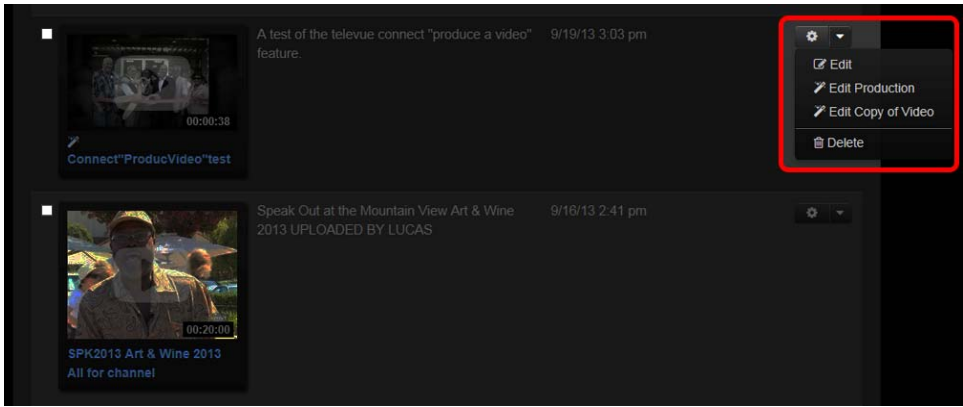 A test of the televue connect "produce a video"
feature.
9/19/13 3:03 pm
00:00:38
Connect"ProducVideo"test
Edit
Edit Production
Edit Copy of Video
Delete
Speak Out at the Mountain View Art & Wine
2013 UPLOADED BY LUCAS
9/16/13 2:41 pm
00:20:00
SPK2013 Art & Wine 2013
All for channel